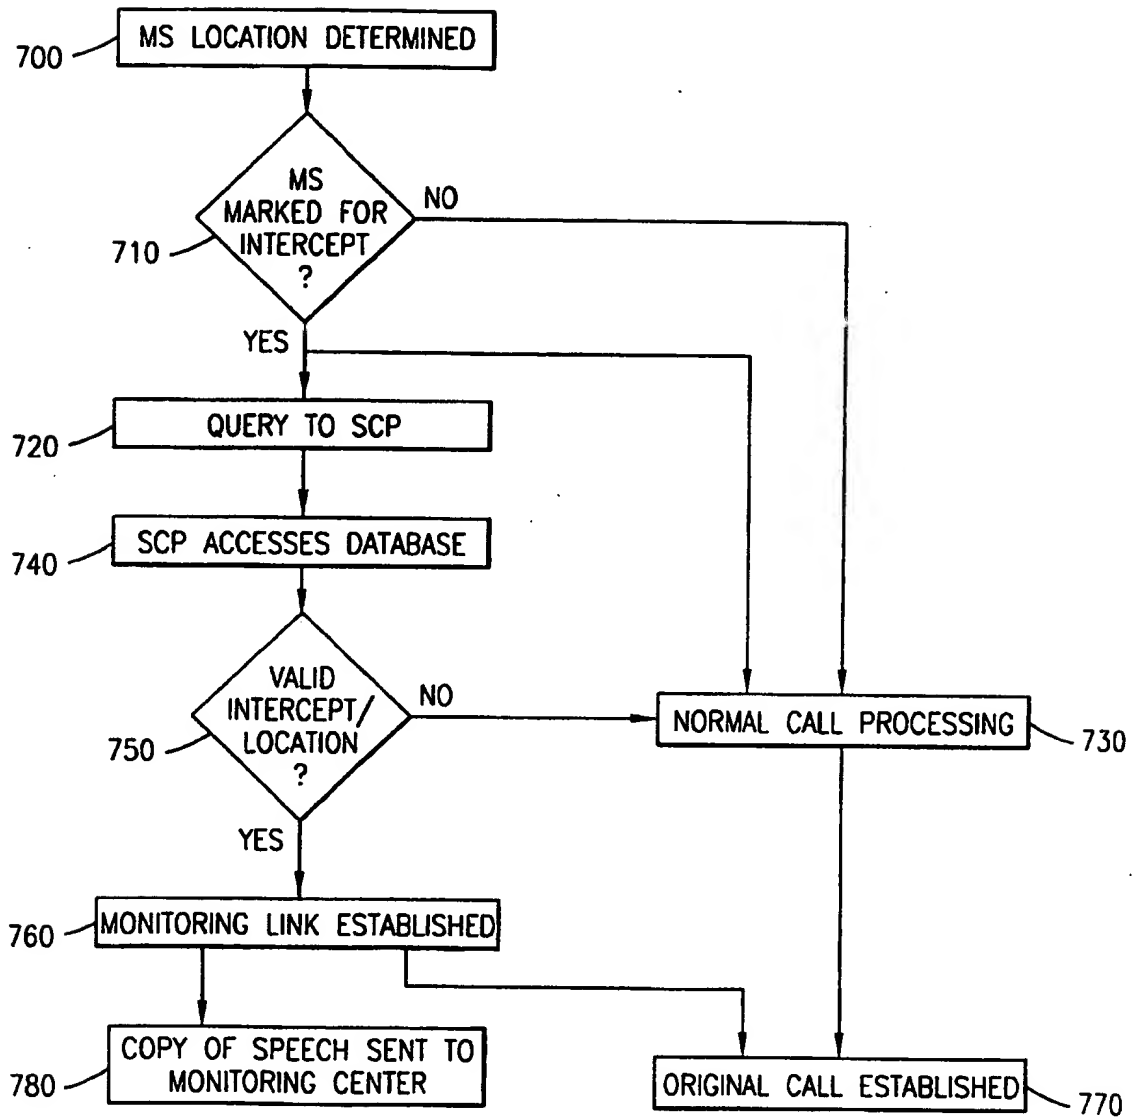 MS LOCATION DETERMINED
700
MS
MARKED FOR
INTERCEPT
?
NO
710
YES
QUERY TO SCP
720
SCP ACCESSES DATABASE
740
VALID
INTERCEPT/
LOCATION
?
NO
750
NORMAL CALL PROCESSING
730
YES
MONITORING LINK ESTABLISHED
760
COPY OF SPEECH SENT TO
MONITORING CENTER
780
ORIGINAL CALL ESTABLISHED
770